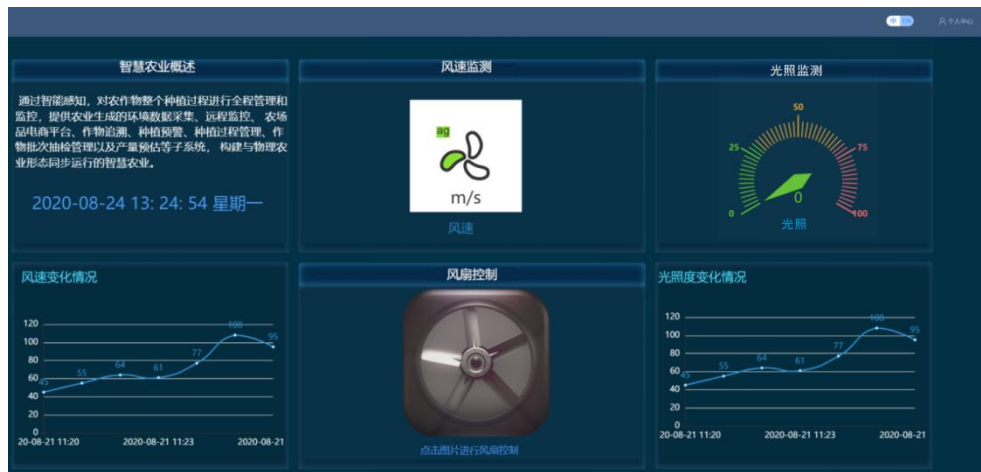 中 EN
个人中心
智慧农业概述
通过智能感知，对农作物整个种植过程进行全程管理和
监控，提供农业生成的环境数据采集、远程监控、 农场
品电商平台、作物追溯、种植预警、种植过程管理、作
物批次抽检管理以及产量预估等子系统， 构建与物理农
业形态同步运行的智慧农业。
2020-08-24 13: 24: 54 星期一
风速监测
ag
m/s
风速
光照监测
50
25
75
0
0
100
光照
风速变化情况
120
100
80
60
40
20
0
45
55
64
61
77
108
95
20-08-21 11:20
2020-08-21 11:23
2020-08-21
风扇控制
点击图片进行风扇控制
光照度变化情况
120
100
80
60
40
20
0
45
55
64
61
77
108
95
20-08-21 11:20
2020-08-21 11:23
2020-08-21